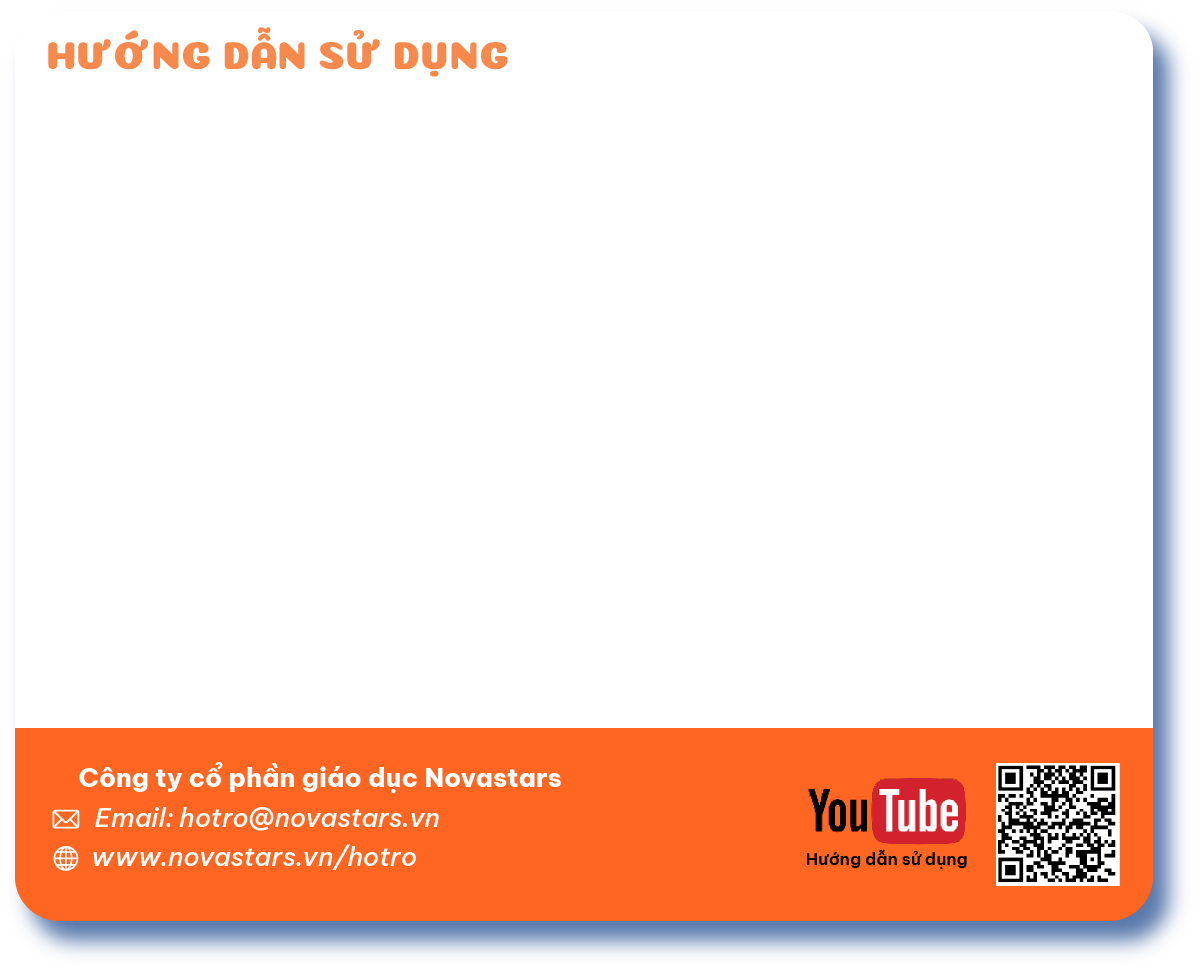 HƯỚNG DẪN SỬ DỤNG
Công ty cổ phần giáo dục Novastars
Email: hotro@novastars.vn
www.novastars.vn/hotro
YouTube
Hướng dẫn sử dụng